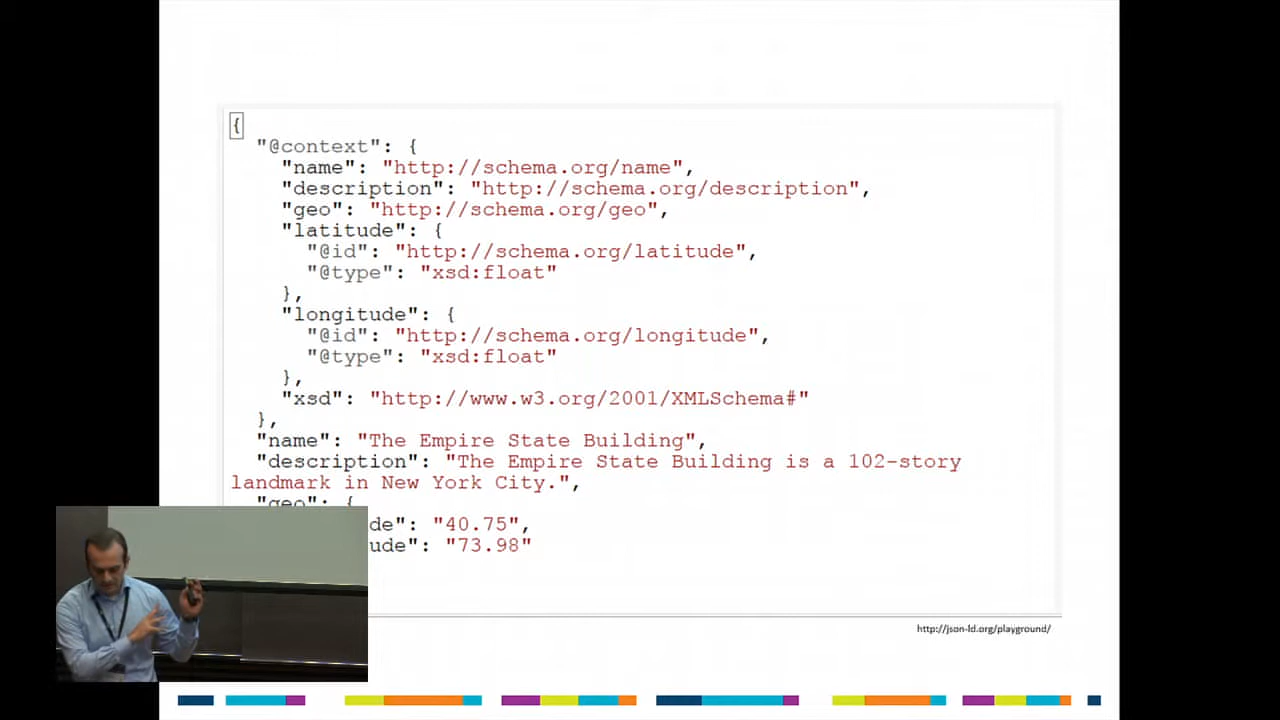 {
"@context": {
"name": "http://schema.org/name",
"description": "http://schema.org/description",
"geo": "http://schema.org/geo",
"latitude": {
"@id": "http://schema.org/latitude",
"@type": "xsd:float"
},
"longitude": {
"@id": "http://schema.org/longitude",
"@type": "xsd:float"
},
"xsd": "http://www.w3.org/2001/XMLSchema#"
},
"name": "The Empire State Building",
"description": "The Empire State Building is a 102-story
landmark in New York City.",
"geo": {
de": "40.75",
ude": "73.98"
http://json-ld.org/playground/